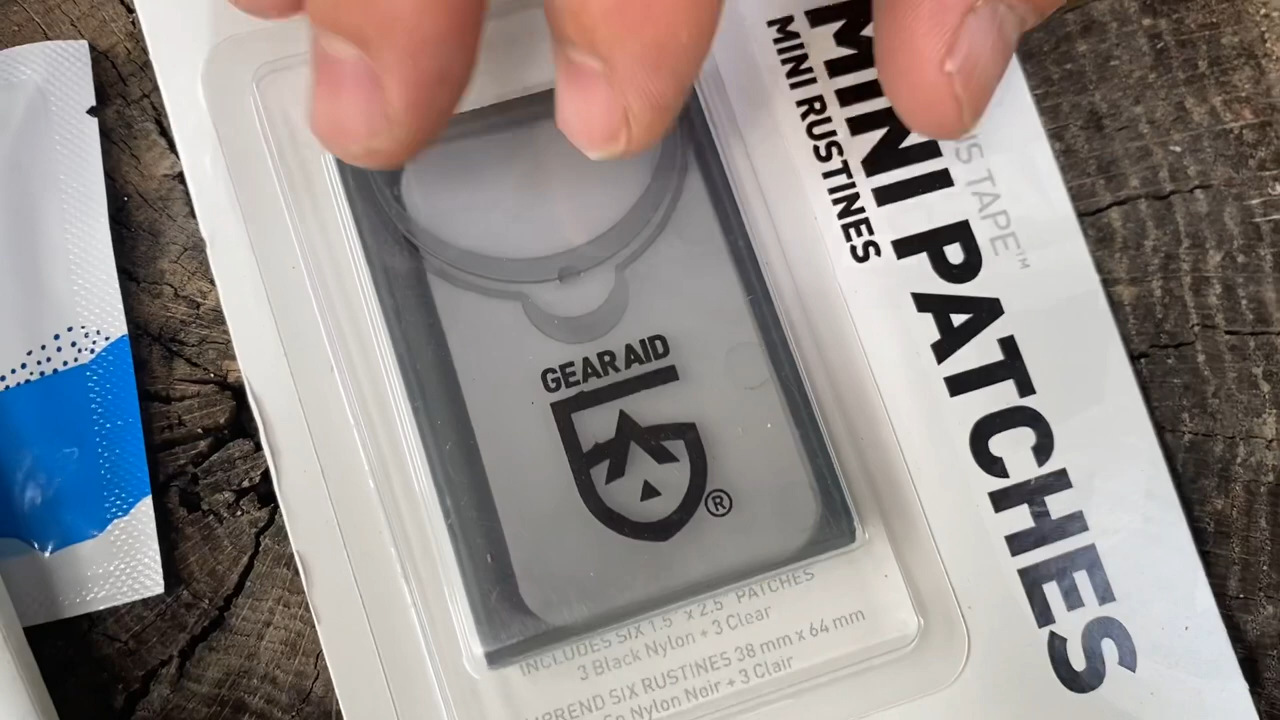 TAPE™
MINI PATCHES
MINI RUSTINES
GEAR AID
®
INCLUDES SIX 1.5" x 2.5" PATCHES
3 Black Nylon + 3 Clear
SIX RUSTINES 38 mm x 64 mm
Nylon Noir + 3 Clair